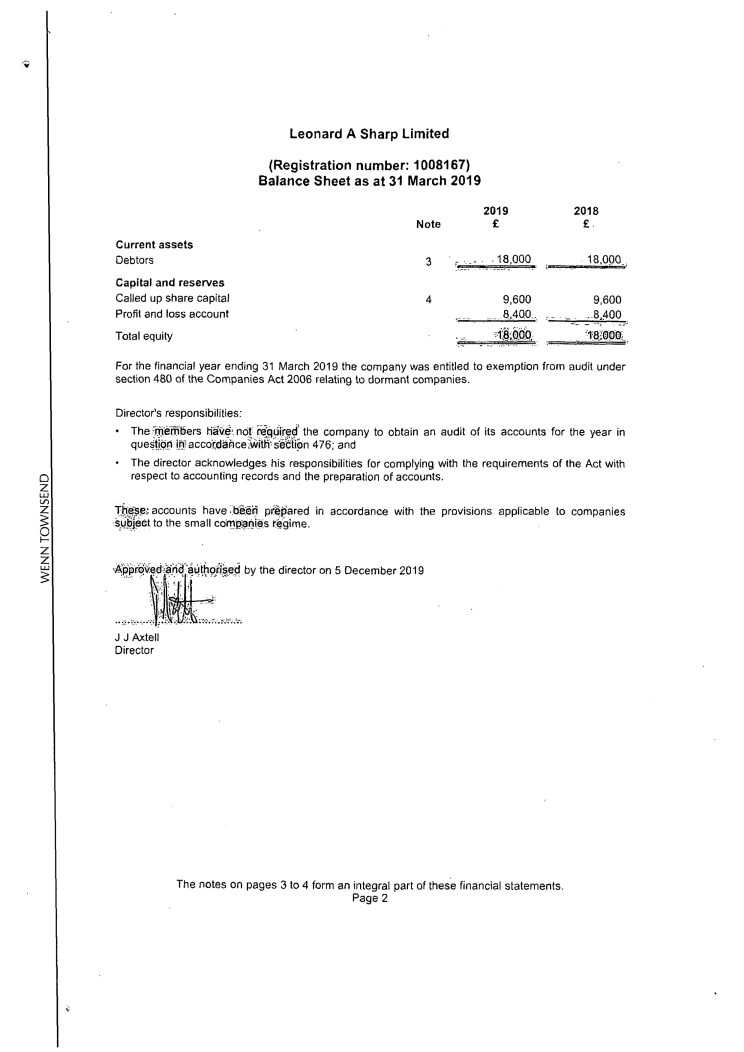 Leonard A Sharp Limited
(Registration number: 1008167)
Balance Sheet as at 31 March 2019
2019 2018
Note £ £
Current assets
Debtors 3 18,000 18,000
Capital and reserves
Called up share capital 4 9,600 9,600
Profit and loss account 8,400 8,400
Total equity 18,000 18,000
For the financial year ending 31 March 2019 the company was entitled to exemption from audit under
section 480 of the Companies Act 2006 relating to dormant companies.
Director's responsibilities:
• The members have not required the company to obtain an audit of its accounts for the year in
question in accordance with section 476; and
• The director acknowledges his responsibilities for complying with the requirements of the Act with
respect to accounting records and the preparation of accounts.
These accounts have been prepared in accordance with the provisions applicable to companies
subject to the small companies regime.
Approved and authorised by the director on 5 December 2019
J J Axtell
Director
WENN TOWNSEND
The notes on pages 3 to 4 form an integral part of these financial statements.
Page 2